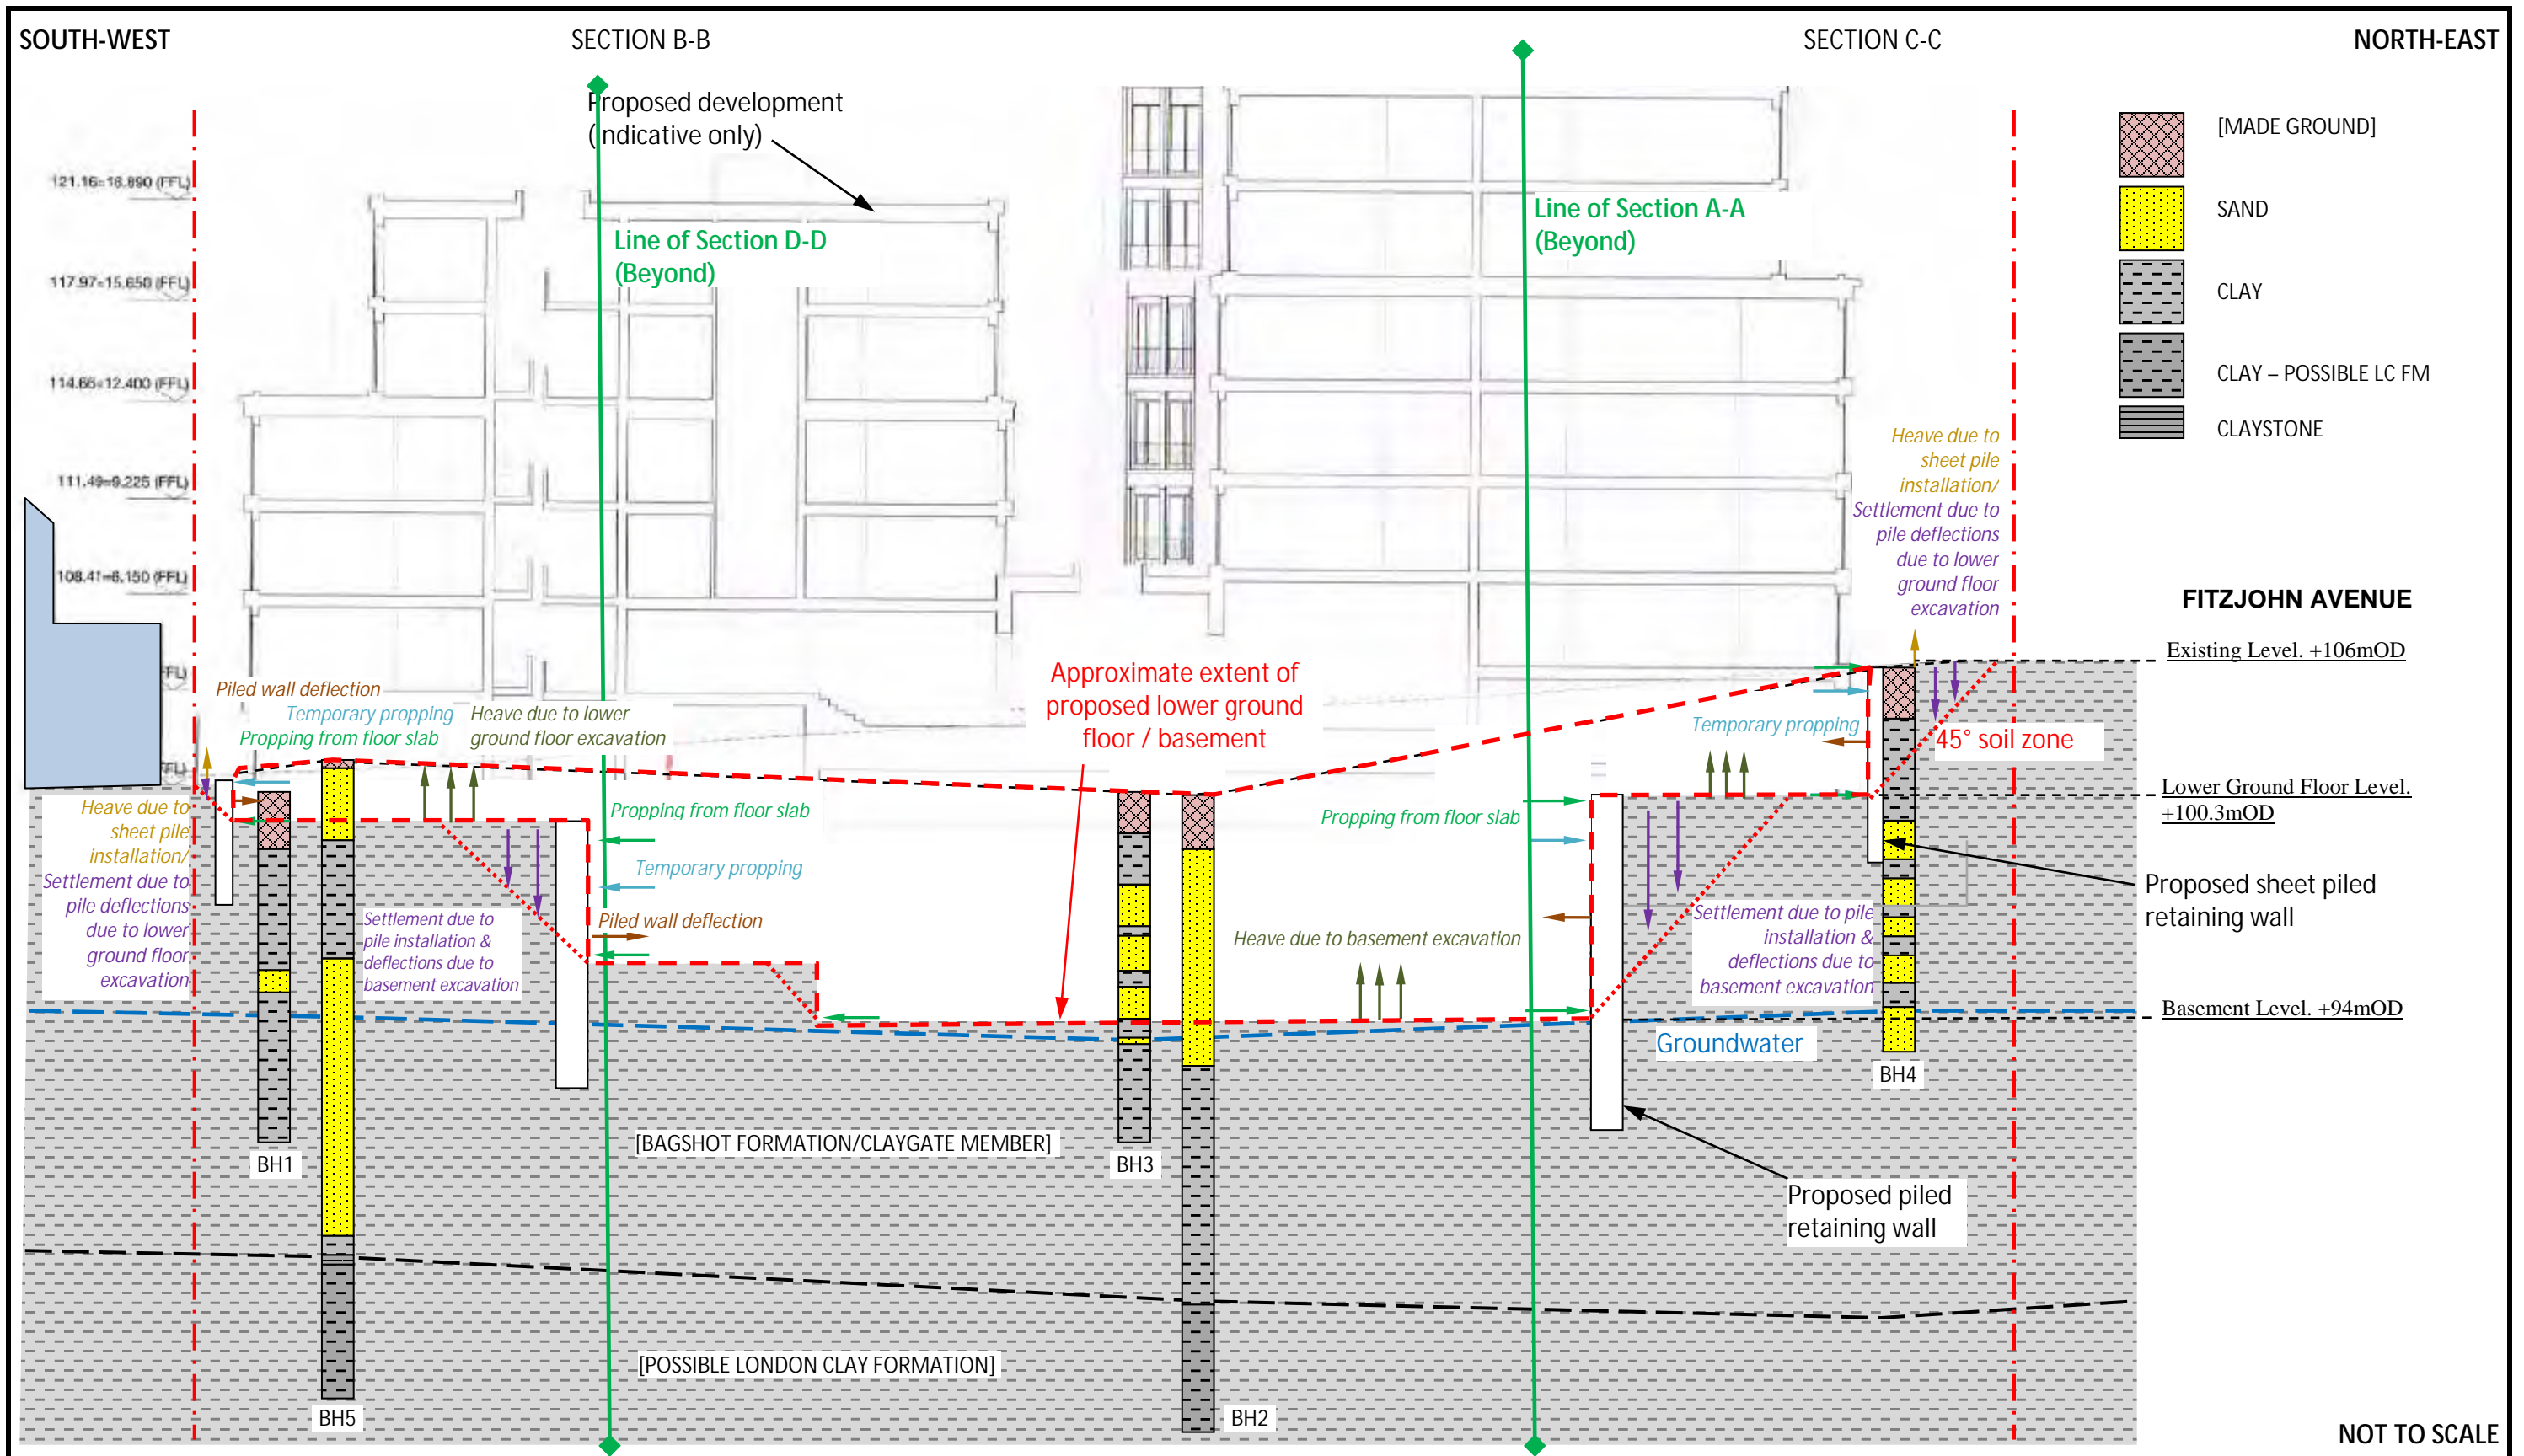 SOUTH-WEST
SECTION B-B
SECTION C-C
NORTH-EAST
Proposed development
(indicative only)
[MADE GROUND]
SAND
CLAY
CLAY – POSSIBLE LC FM
CLAYSTONE
121.16=18.890 (FFL)
117.97=15.650 (FFL)
114.66=12.400 (FFL)
111.49=9.225 (FFL)
108.41=6.150 (FFL)
FFL)
FFL)
Line of Section D-D
(Beyond)
Line of Section A-A
(Beyond)
Heave due to
sheet pile
installation/
Settlement due to
pile deflections
due to lower
ground floor
excavation
FITZJOHN AVENUE
Existing Level. +106mOD
Lower Ground Floor Level.
+100.3mOD
Basement Level. +94mOD
Piled wall deflection
Temporary propping
Propping from floor slab
Heave due to lower
ground floor excavation
Approximate extent of
proposed lower ground
floor / basement
Temporary propping
45° soil zone
Heave due to
sheet pile
installation/
Settlement due to
pile deflections
due to lower
ground floor
excavation
Settlement due to
pile installation &
deflections due to
basement excavation
Propping from floor slab
Temporary propping
Piled wall deflection
Propping from floor slab
Heave due to basement excavation
Settlement due to pile
installation &
deflections due to
basement excavation
Proposed sheet piled
retaining wall
Groundwater
BH4
[BAGSHOT FORMATION/CLAYGATE MEMBER]
BH1
BH3
Proposed piled
retaining wall
[POSSIBLE LONDON CLAY FORMATION]
BH5
BH2
NOT TO SCALE